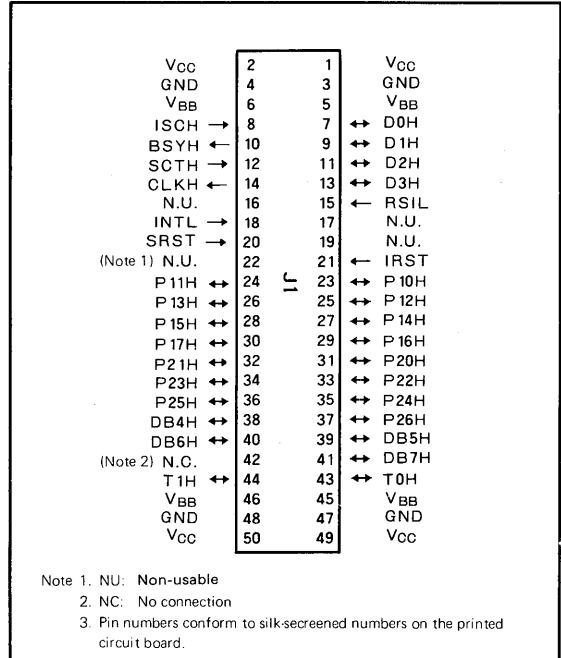 VCC 2 1 VCC
GND 4 3 GND
VBB 6 5 VBB
ISCH → 8 7 ↔ D0H
BSYH ← 10 9 ↔ D1H
SCTH → 12 11 ↔ D2H
CLKH ← 14 13 ↔ D3H
N.U. 16 15 ← RSIL
INTL → 18 17 N.U.
SRST → 20 19 N.U.
(Note 1) N.U. 22 21 ← IRST
P11H ↔ 24 J1 23 ↔ P10H
P13H ↔ 26 25 ↔ P12H
P15H ↔ 28 27 ↔ P14H
P17H ↔ 30 29 ↔ P16H
P21H ↔ 32 31 ↔ P20H
P23H ↔ 34 33 ↔ P22H
P25H ↔ 36 35 ↔ P24H
DB4H ↔ 38 37 ↔ P26H
DB6H ↔ 40 39 ↔ DB5H
(Note 2) N.C. 42 41 ↔ DB7H
T1H ↔ 44 43 ↔ T0H
VBB 46 45 VBB
GND 48 47 GND
VCC 50 49 VCC
Note 1. NU: Non-usable
2. NC: No connection
3. Pin numbers conform to silk-secreened numbers on the printed
circuit board.